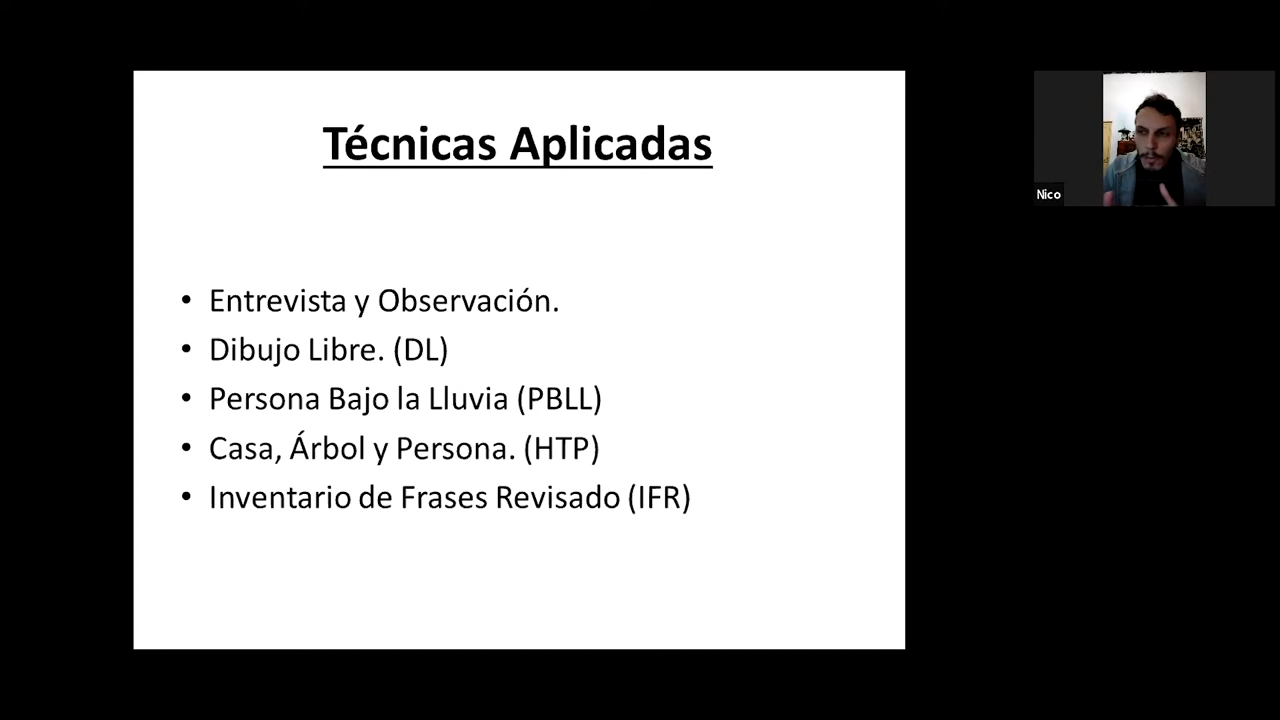 Técnicas Aplicadas
• Entrevista y Observación.
• Dibujo Libre. (DL)
• Persona Bajo la Lluvia (PBLL)
• Casa, Árbol y Persona. (HTP)
• Inventario de Frases Revisado (IFR)
Nico